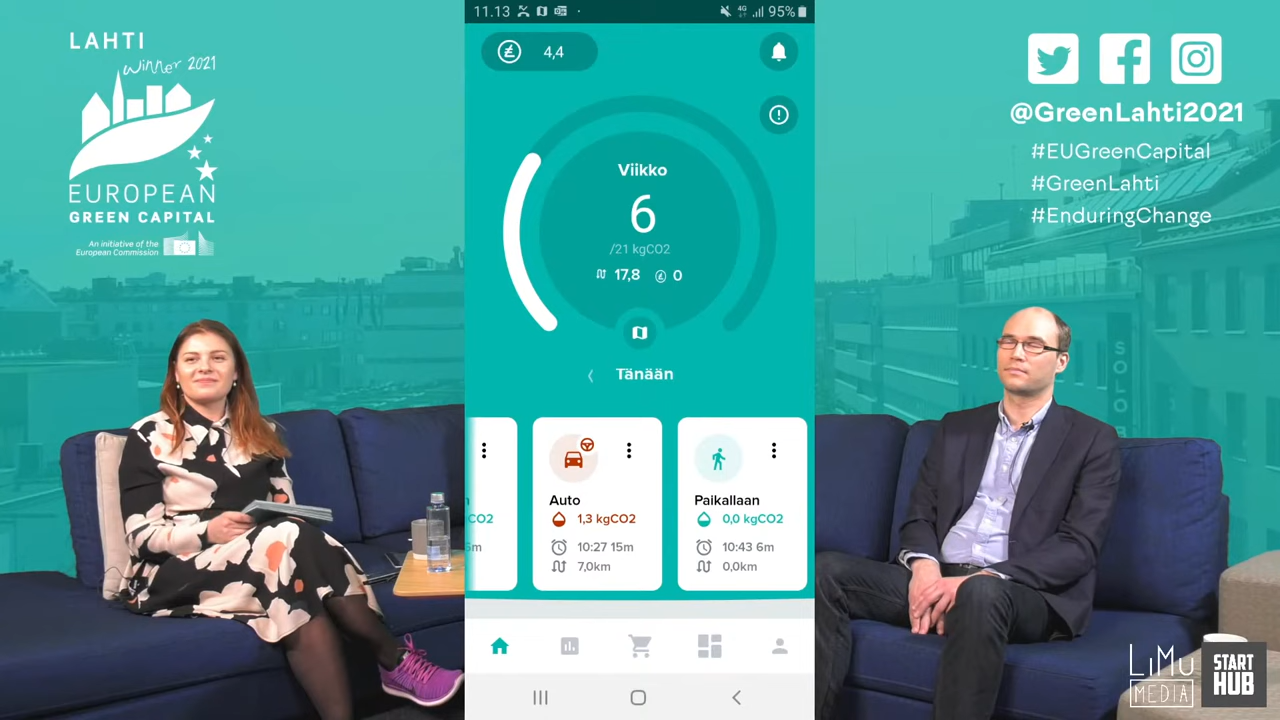 LAHTI
Winner 2021
EUROPEAN
GREEN CAPITAL
An initiative of the
European Commission
11.13
4G
95%
4,4
Viikko
6
/21 kgCO2
17,8
0
Tänään
CO2
Auto
1,3 kgCO2
10:27 15m
7,0km
Paikallaan
0,0 kgCO2
10:43 6m
0,0km
@GreenLahti2021
#EUGreenCapital
#GreenLahti
#EnduringChange
SOLO
LiMu
MEDIA
START
HUB